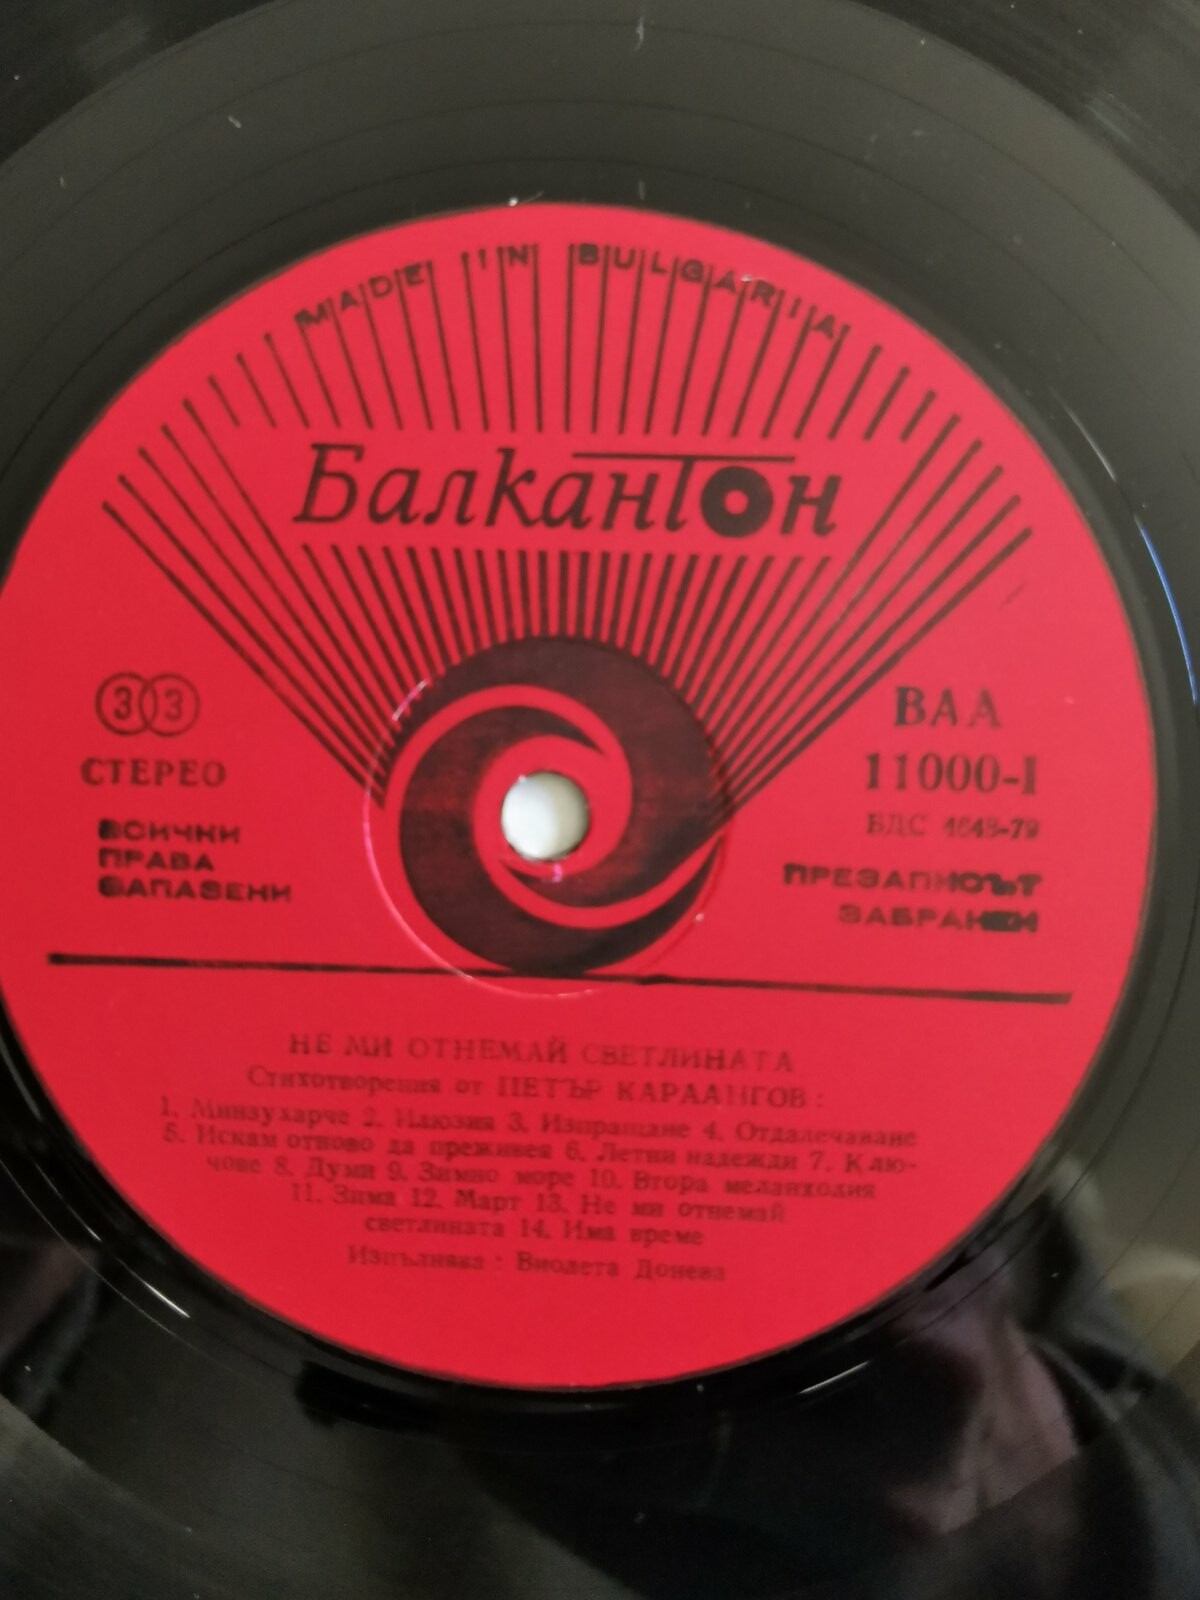 MADE IN BULGARIA
Балкантон
33
СТЕРЕО
ВСИЧКИ
ПРАВА
ЗАПАЗЕНИ
ВАА
11000-I
БДС
ПРЕЗАПИСЪТ
ЗАБРАНЕН
НЕ МИ ОТНЕМАЙ СВЕТЛИНАТА
Стихотворения от ПЕТЪР КАРААНГОВ :
1. Минзухарче 2. Илюзия 3. Изпращане 4. Отдалечаване
5. Искам отново да преживея 6. Летни надежди 7. Клю-
чове 8. Думи 9. Зимно море 10. Втора меланхолия
11. Зима 12. Март 13. Не ми отнемай
светлината 14. Има време
Изпълнява : Виолета Донева